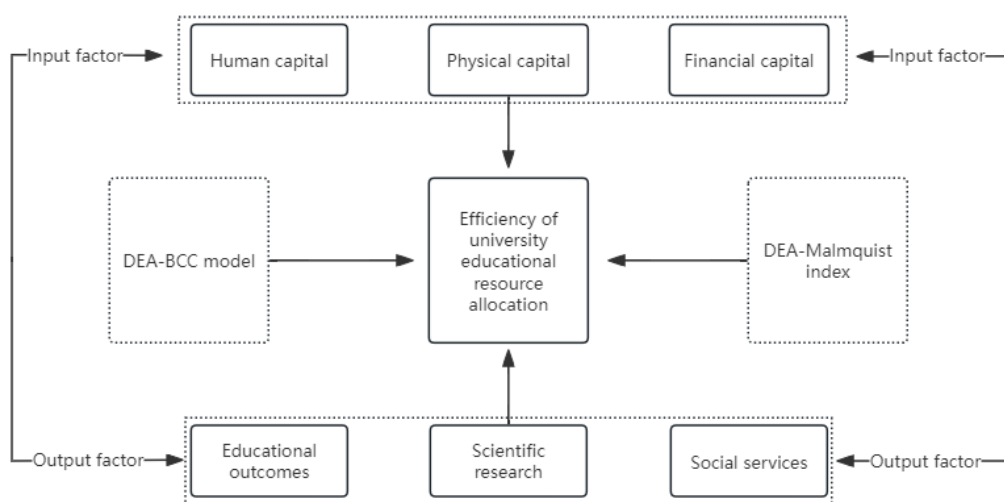 Input factor
Human capital
Physical capital
Financial capital
Input factor
DEA-BCC model
Efficiency of
university
educational
resource
allocation
DEA-Malmquist
index
Output factor
Educational
outcomes
Scientific
research
Social services
Output factor